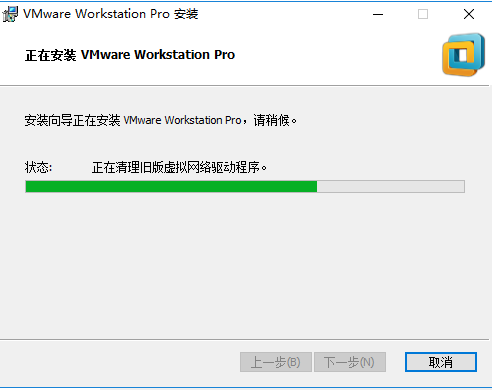 VMware Workstation Pro 安装
正在安装 VMware Workstation Pro
安装向导正在安装 VMware Workstation Pro，请稍候。
状态: 正在清理旧版虚拟网络驱动程序。
上一步(B) 下一步(N) 取消